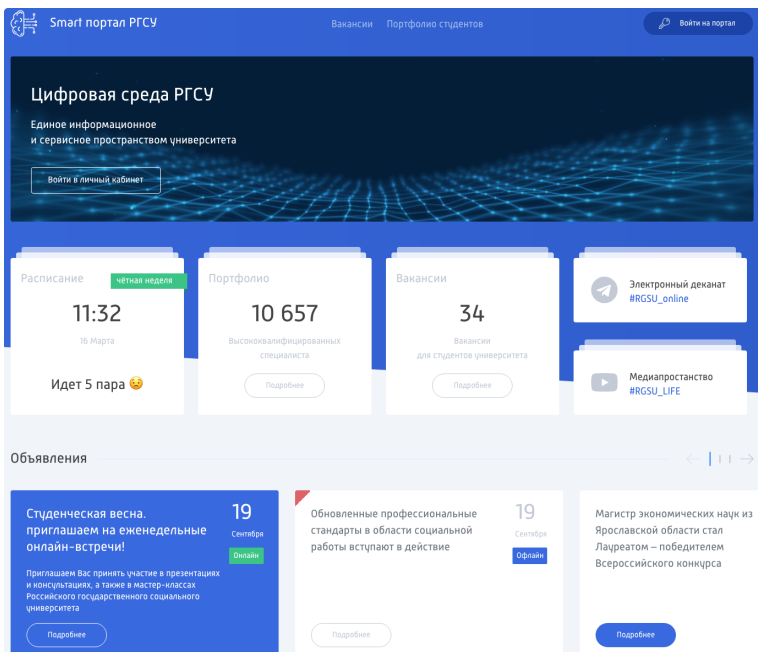 Smart портал РГСУ
Вакансии Портфолио студентов
Войти на портал
Цифровая среда РГСУ
Единое информационное
и сервисное пространством университета
Войти в личный кабинет
Расписание
чётная неделя
11:32
16 Марта
Идет 5 пара 😟
Портфолио
10 657
Высококвалифицированных
специалиста
Подробнее
Вакансии
34
Вакансии
для студентов университета
Подробнее
Электронный деканат
#RGSU_online
Медиапростанство
#RGSU_LIFE
Объявления
Студенческая весна.
приглашаем на еженедельные
онлайн-встречи!
19
Сентября
Онлайн
Приглашаем Вас принять участие в презентациях
и консультациях, а также в мастер-классах
Российского государственного социального
университета
Подробнее
Обновленные профессиональные
стандарты в области социальной
работы вступают в действие
19
Сентября
Офлайн
Подробнее
Магистр экономических наук из
Ярославской области стал
Лауреатом – победителем
Всероссийского конкурса
Подробнее